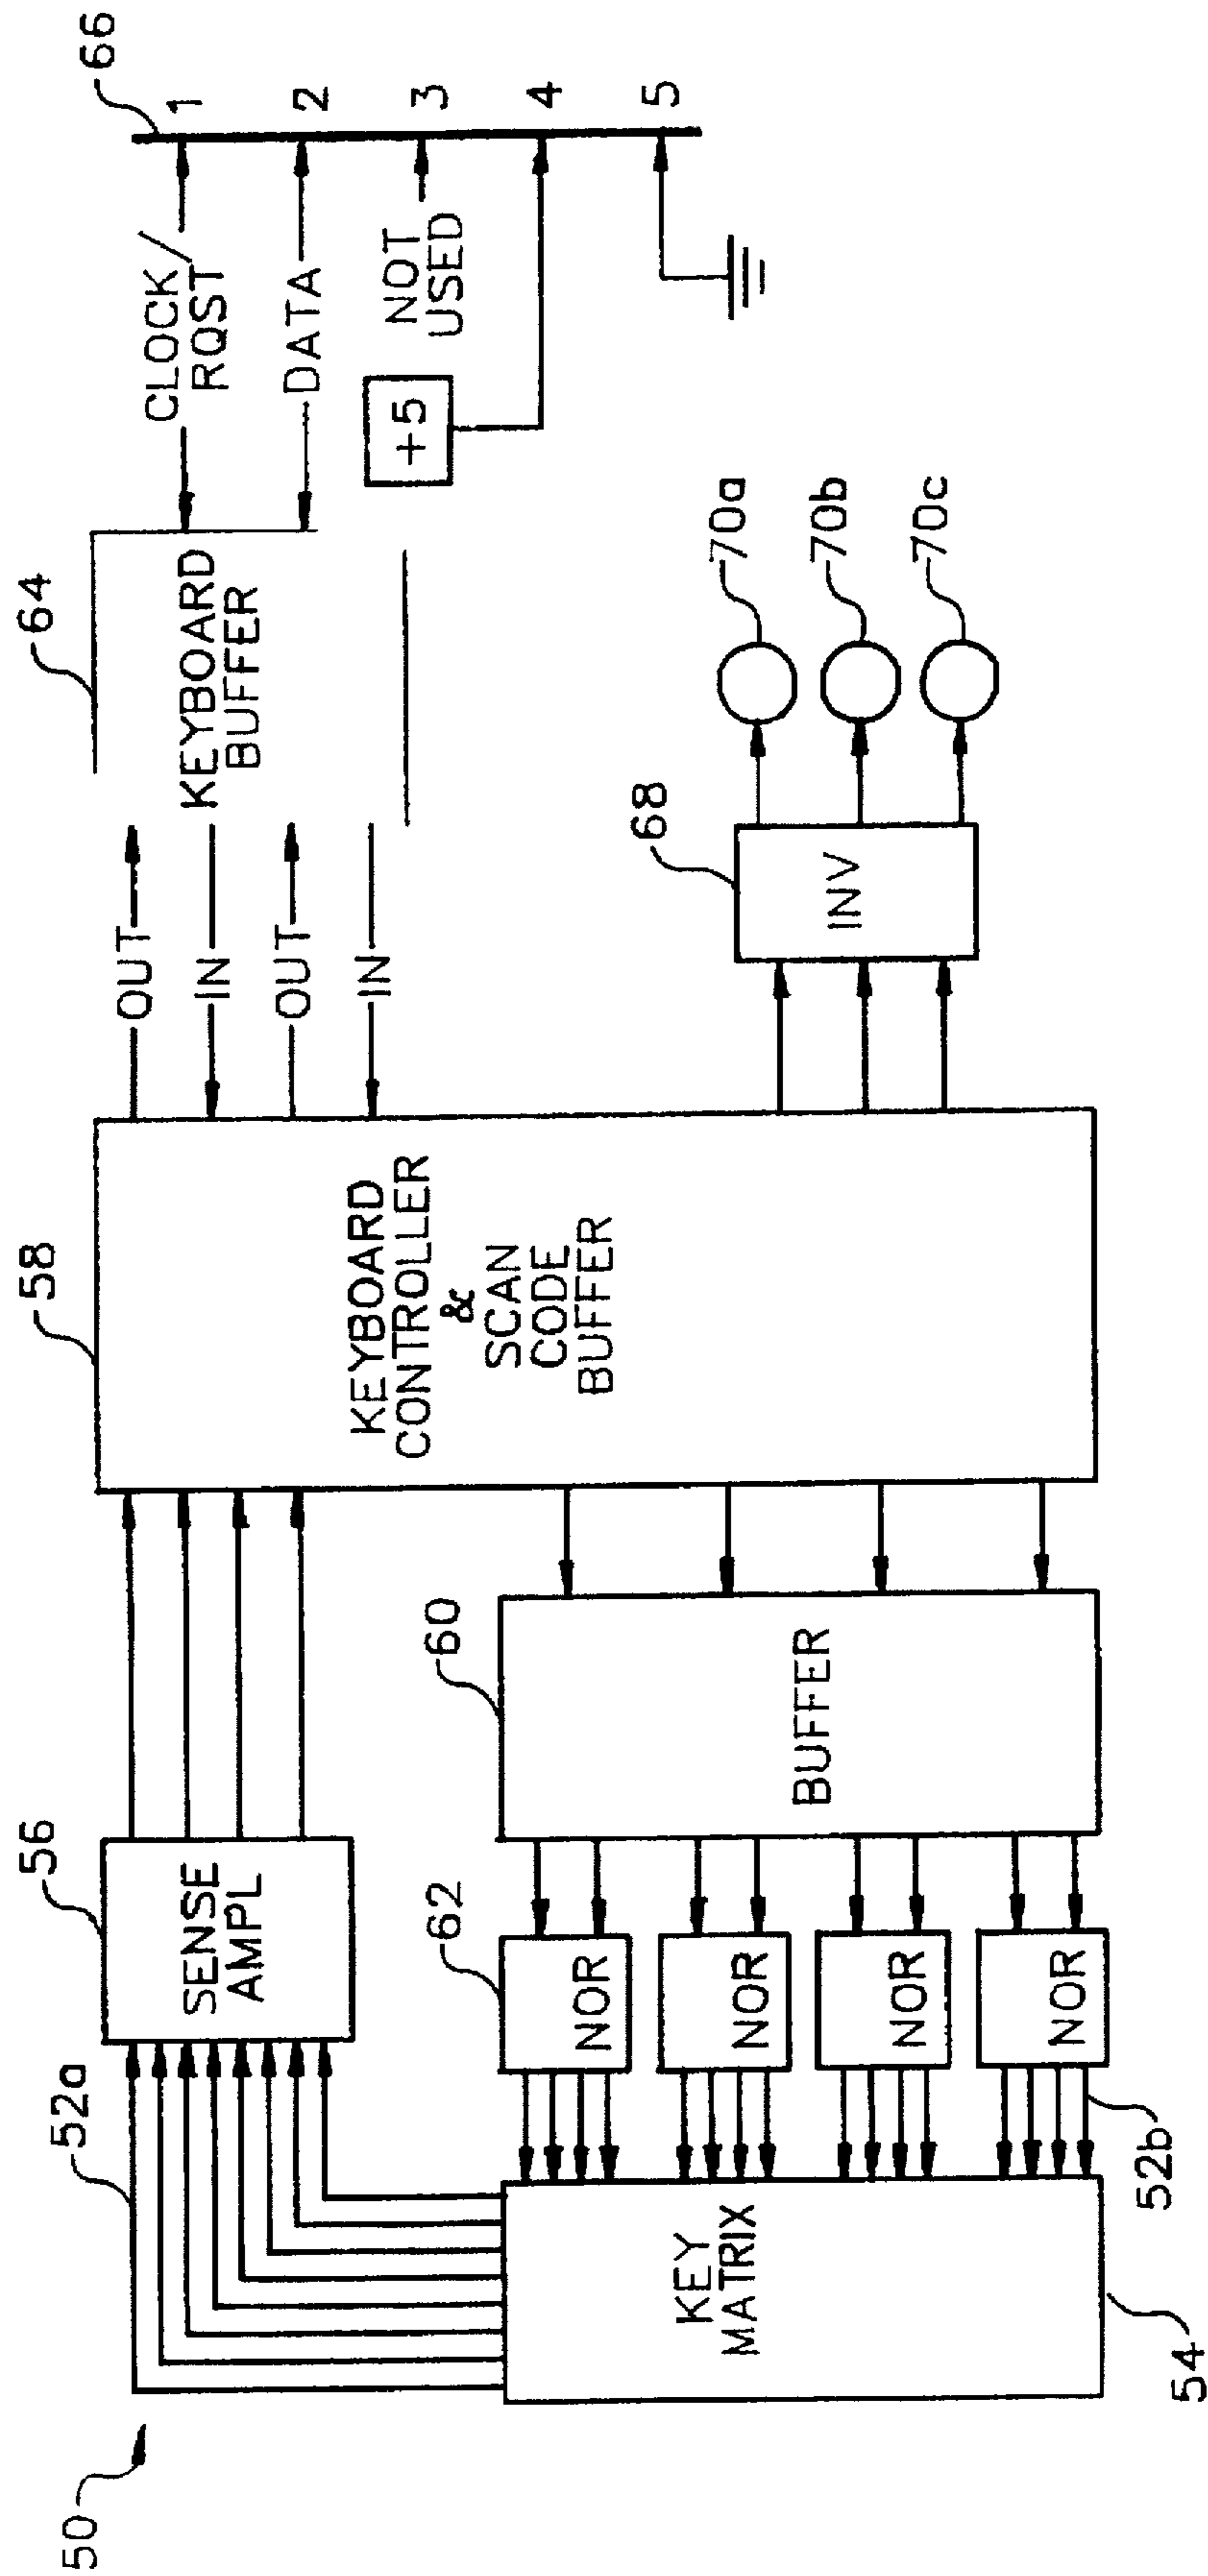 50
52a
56
SENSE
AMPL
58
KEYBOARD
CONTROLLER
&
SCAN
CODE
BUFFER
OUT
IN
OUT
IN
64
KEYBOARD
BUFFER
CLOCK/
RQST
DATA
NOT
USED
+5
66
1
2
3
4
5
KEY
MATRIX
54
52b
62
NOR
NOR
NOR
NOR
60
BUFFER
68
INV
70a
70b
70c